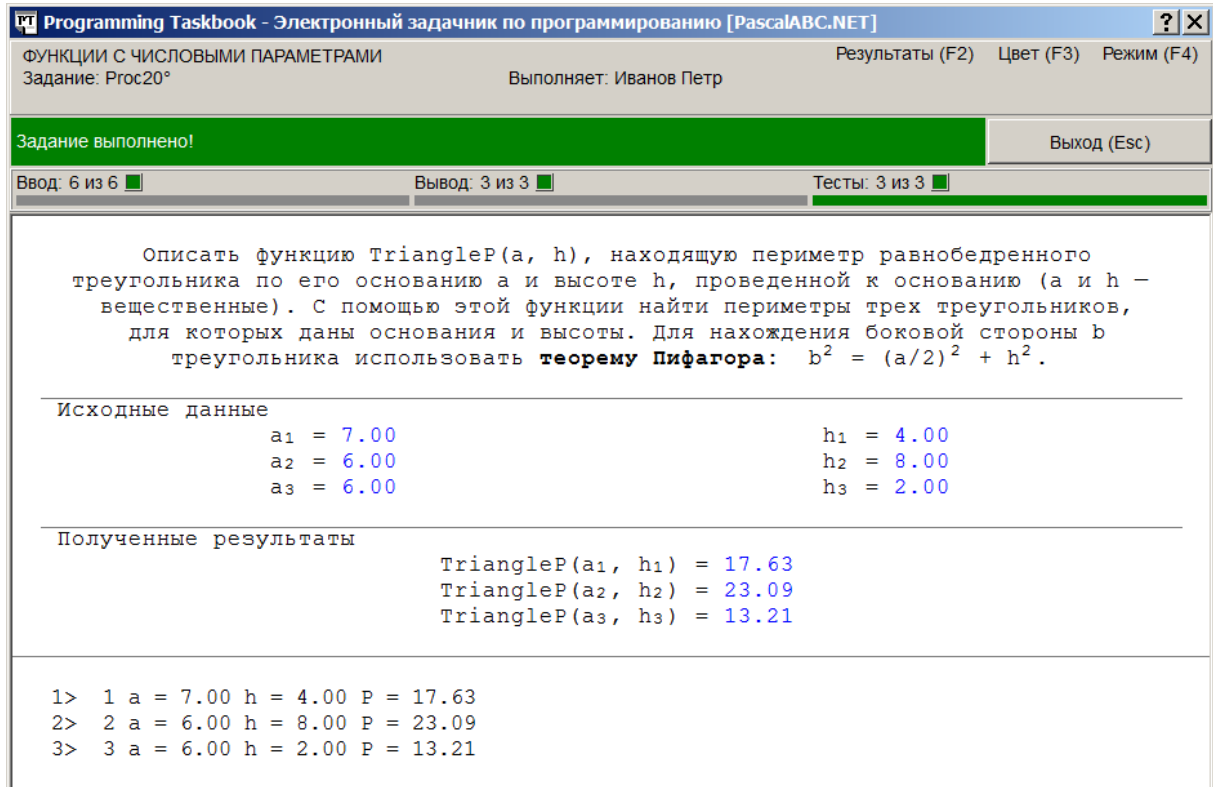 Programming Taskbook - Электронный задачник по программированию [PascalABC.NET]
ФУНКЦИИ С ЧИСЛОВЫМИ ПАРАМЕТРАМИ
Результаты (F2) Цвет (F3) Режим (F4)
Задание: Proc20°
Выполняет: Иванов Петр
Задание выполнено!
Выход (Esc)
Ввод: 6 из 6
Вывод: 3 из 3
Тесты: 3 из 3
Описать функцию TriangleP(a, h), находящую периметр равнобедренного
треугольника по его основанию a и высоте h, проведенной к основанию (a и h —
вещественные). С помощью этой функции найти периметры трех треугольников,
для которых даны основания и высоты. Для нахождения боковой стороны b
треугольника использовать теорему Пифагора: b² = (a/2)² + h².
Исходные данные
a₁ = 7.00 h₁ = 4.00
a₂ = 6.00 h₂ = 8.00
a₃ = 6.00 h₃ = 2.00
Полученные результаты
TriangleP(a₁, h₁) = 17.63
TriangleP(a₂, h₂) = 23.09
TriangleP(a₃, h₃) = 13.21
1> 1 a = 7.00 h = 4.00 P = 17.63
2> 2 a = 6.00 h = 8.00 P = 23.09
3> 3 a = 6.00 h = 2.00 P = 13.21